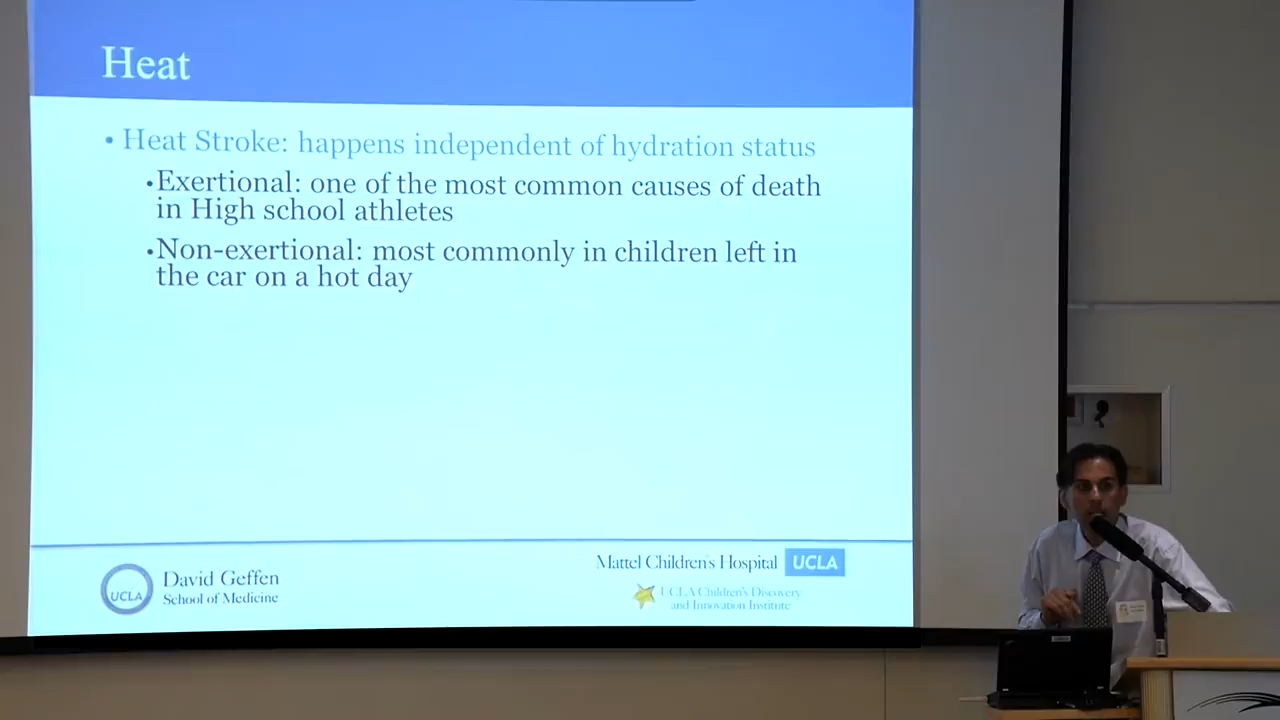 Heat
• Heat Stroke: happens independent of hydration status
•Exertional: one of the most common causes of death
in High school athletes
•Non-exertional: most commonly in children left in
the car on a hot day
UCLA
David Geffen
School of Medicine
Mattel Children's Hospital UCLA
UCLA Children's Discovery
and Innovation Institute